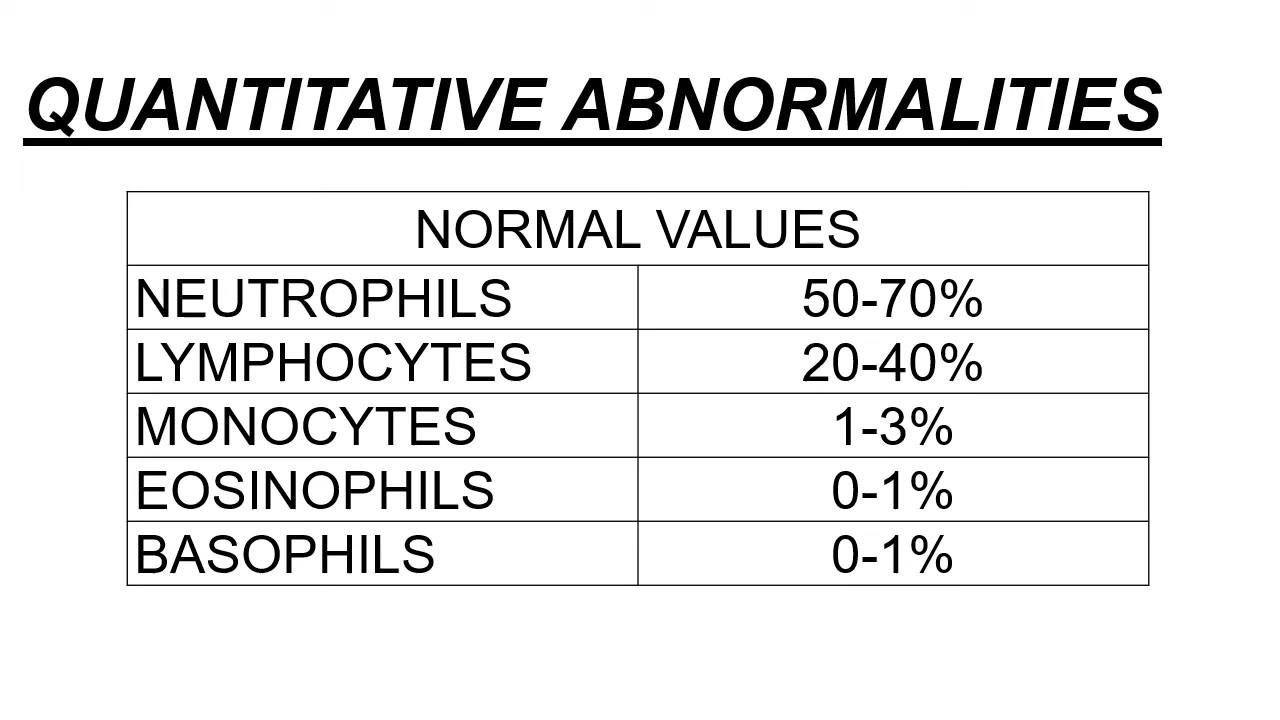 QUANTITATIVE ABNORMALITIES
NORMAL VALUES
NEUTROPHILS 50-70%
LYMPHOCYTES 20-40%
MONOCYTES 1-3%
EOSINOPHILS 0-1%
BASOPHILS 0-1%